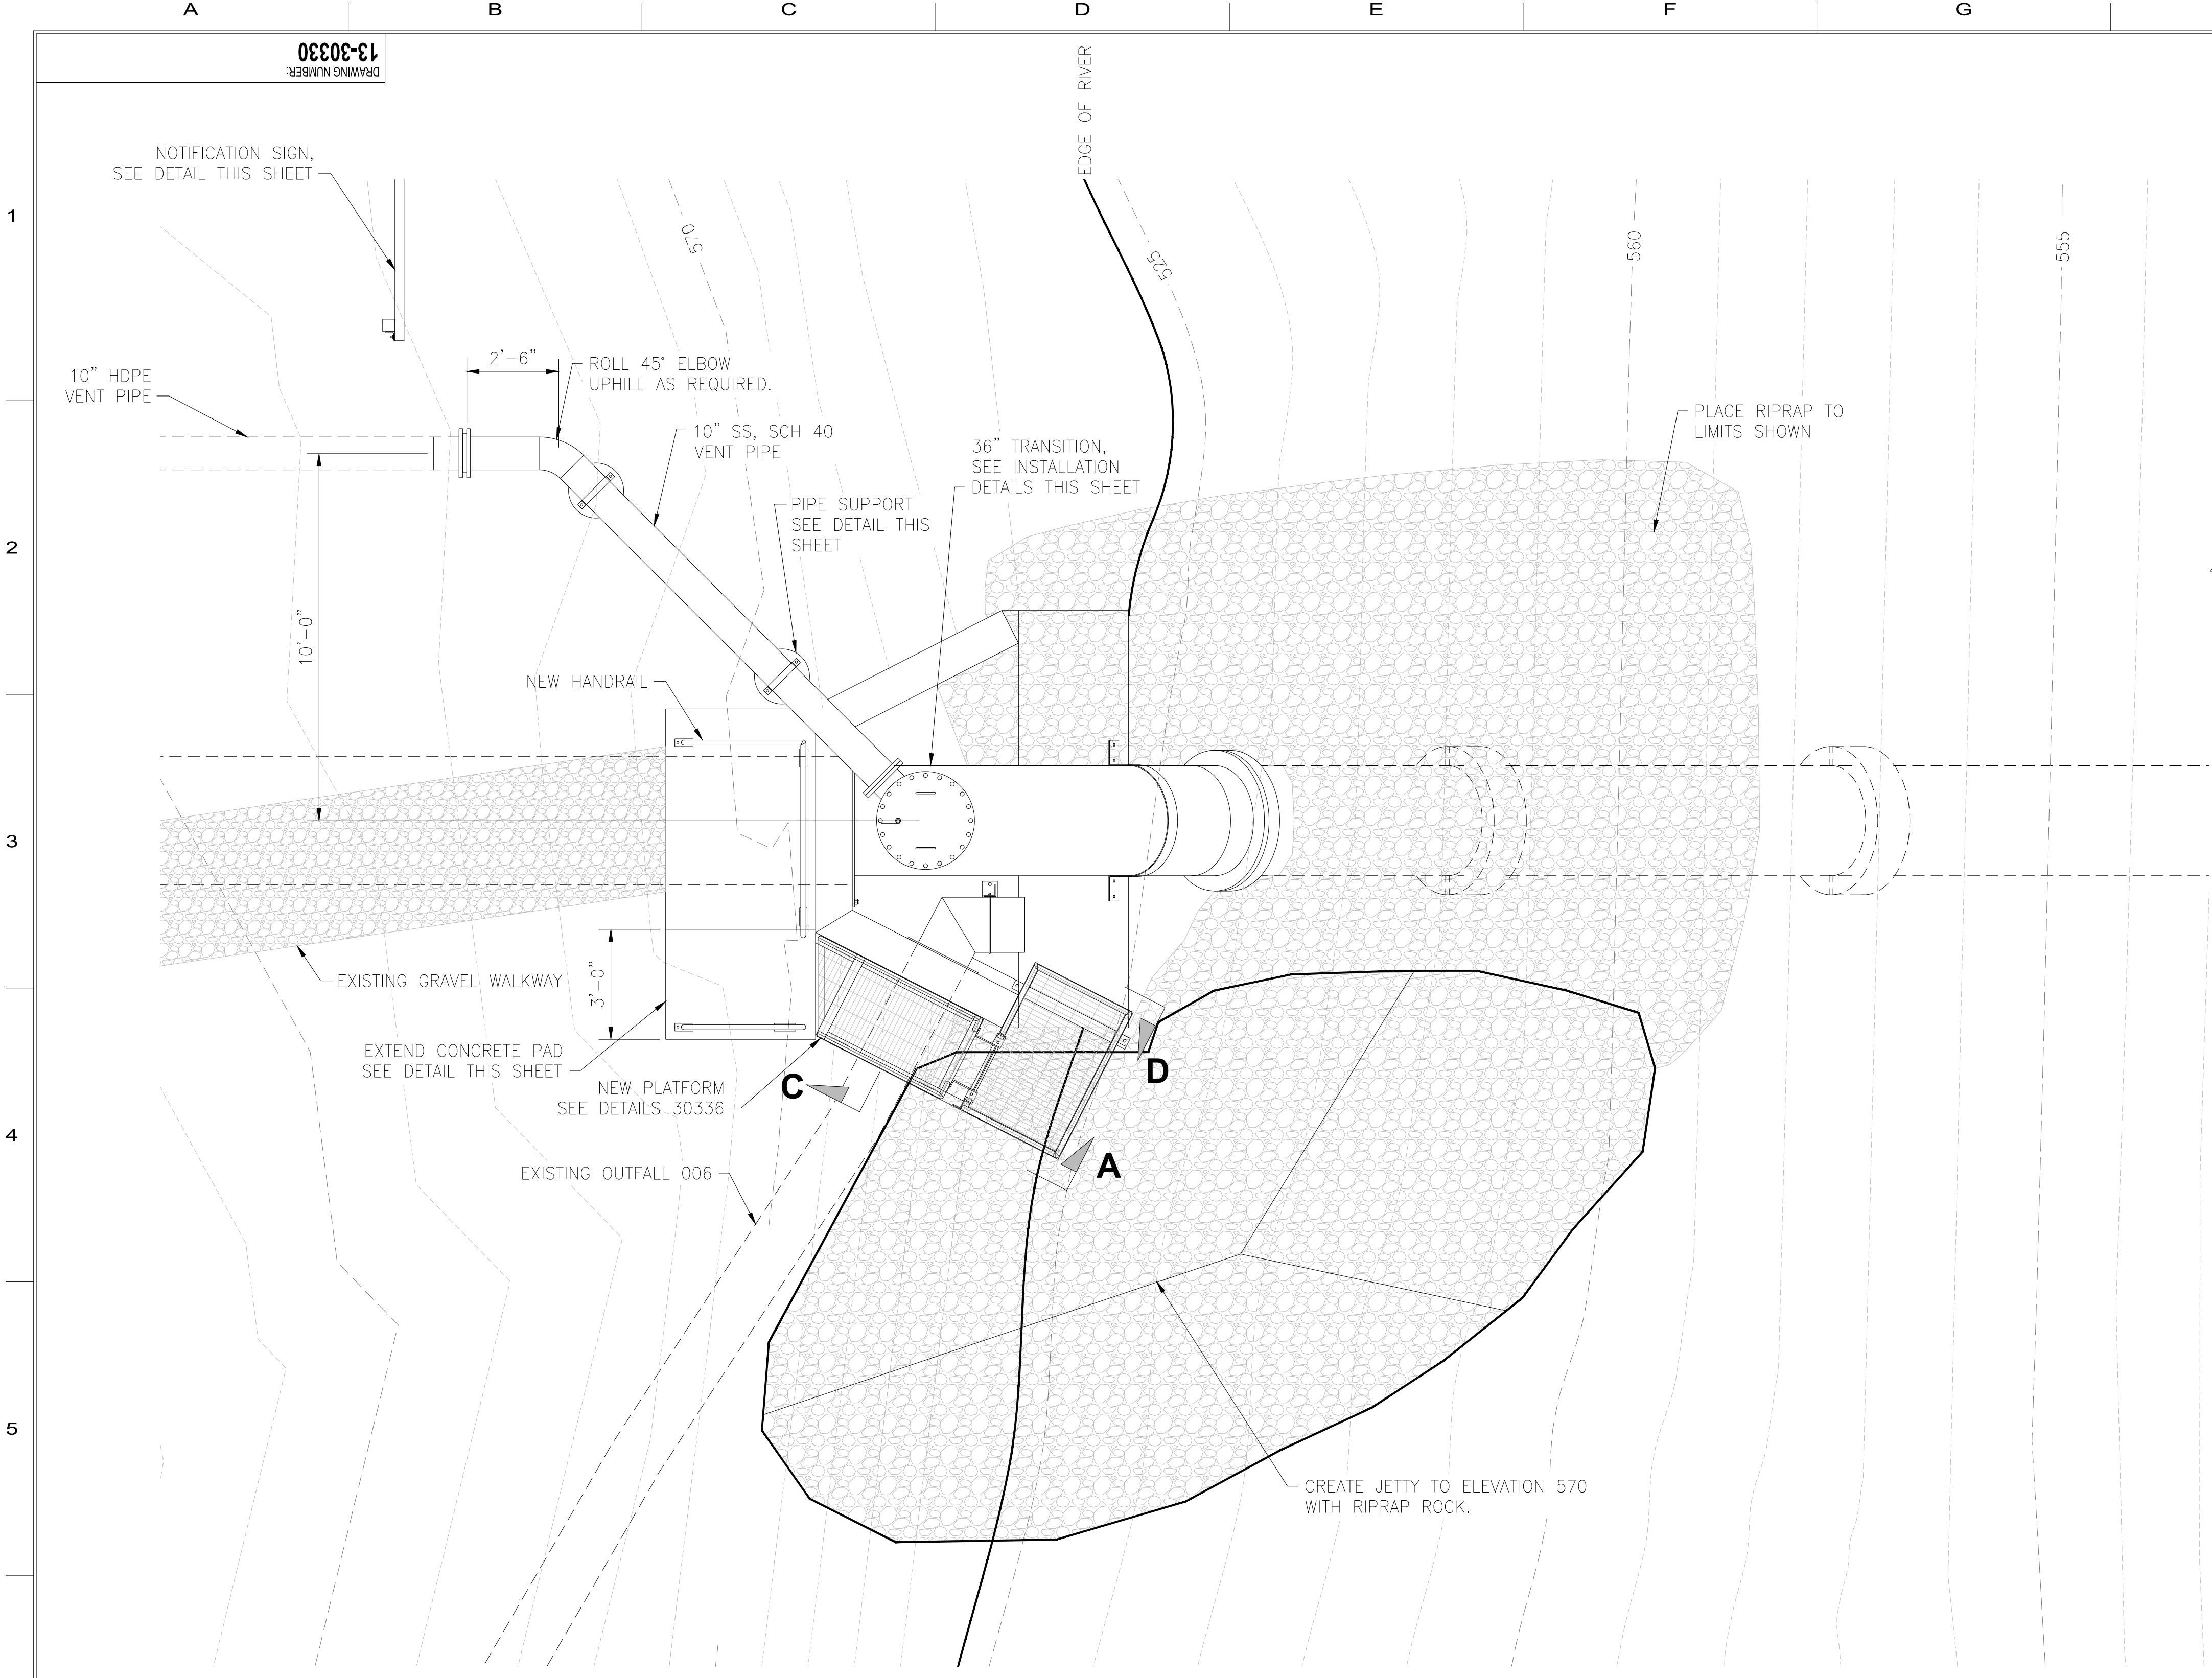 A B C D E F G
DRAWING NUMBER:
13-30330
EDGE OF RIVER
NOTIFICATION SIGN,
SEE DETAIL THIS SHEET
1
570
525
560
555
2'-6"
ROLL 45° ELBOW
UPHILL AS REQUIRED.
10" HDPE
VENT PIPE
10" SS, SCH 40
VENT PIPE
36" TRANSITION,
SEE INSTALLATION
DETAILS THIS SHEET
PLACE RIPRAP TO
LIMITS SHOWN
PIPE SUPPORT
SEE DETAIL THIS
SHEET
2
10'-0"
NEW HANDRAIL
3
EXISTING GRAVEL WALKWAY
3'-0"
EXTEND CONCRETE PAD
SEE DETAIL THIS SHEET
NEW PLATFORM
SEE DETAILS 30336
C
D
A
4
EXISTING OUTFALL 006
5
CREATE JETTY TO ELEVATION 570
WITH RIPRAP ROCK.